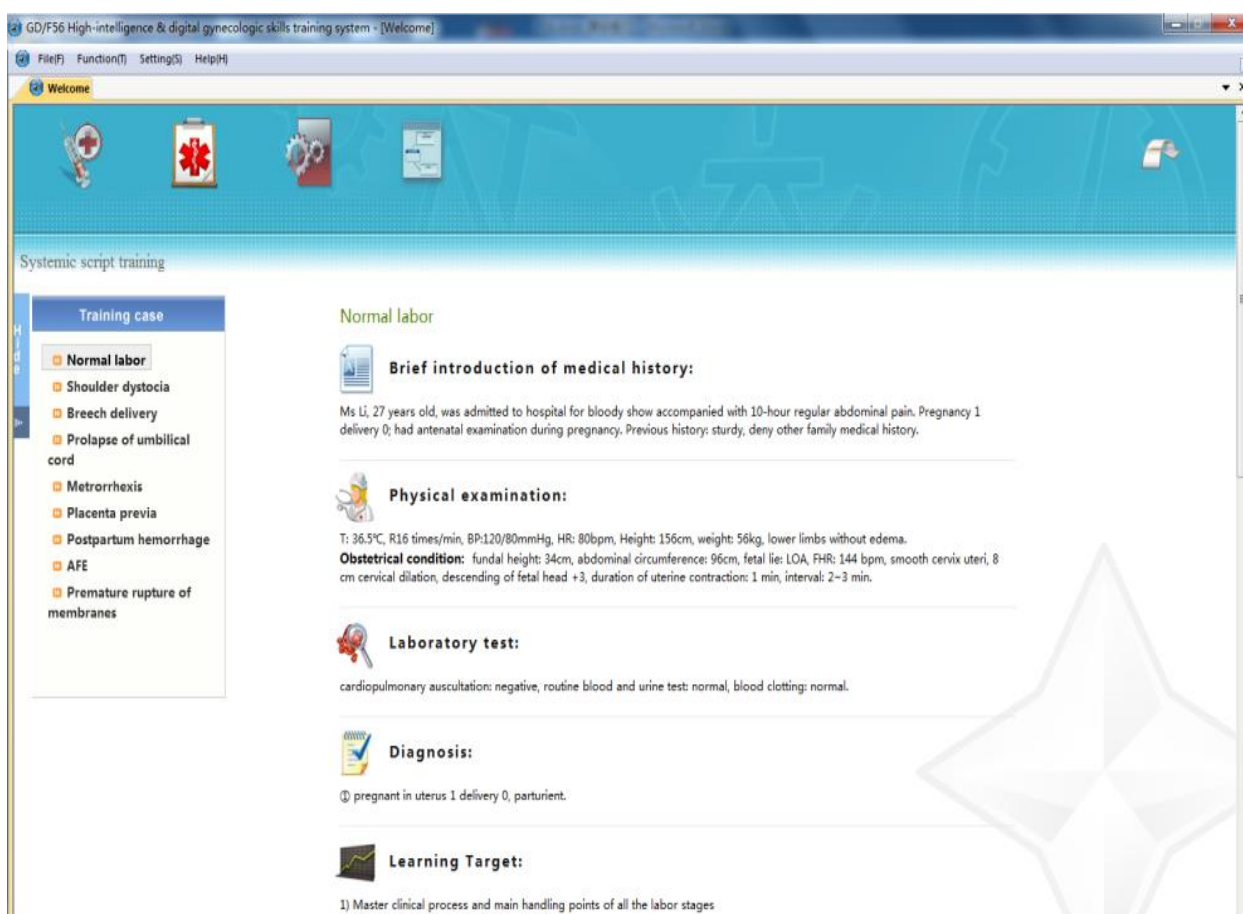 GD/F56 High-intelligence & digital gynecologic skills training system - [Welcome]
File(F) Function(T) Setting(S) Help(H)
Welcome
Systemic script training
Hide
Training case
Normal labor
Shoulder dystocia
Breech delivery
Prolapse of umbilical
cord
Metrorrhexis
Placenta previa
Postpartum hemorrhage
AFE
Premature rupture of
membranes
Normal labor
Brief introduction of medical history:
Ms Li, 27 years old, was admitted to hospital for bloody show accompanied with 10-hour regular abdominal pain. Pregnancy 1
delivery 0; had antenatal examination during pregnancy. Previous history: sturdy, deny other family medical history.
Physical examination:
T: 36.5℃, R16 times/min, BP:120/80mmHg, HR: 80bpm, Height: 156cm, weight: 56kg, lower limbs without edema.
Obstetrical condition: fundal height: 34cm, abdominal circumference: 96cm, fetal lie: LOA, FHR: 144 bpm, smooth cervix uteri, 8
cm cervical dilation, descending of fetal head +3, duration of uterine contraction: 1 min, interval: 2~3 min.
Laboratory test:
cardiopulmonary auscultation: negative, routine blood and urine test: normal, blood clotting: normal.
Diagnosis:
① pregnant in uterus 1 delivery 0, parturient.
Learning Target:
1) Master clinical process and main handling points of all the labor stages